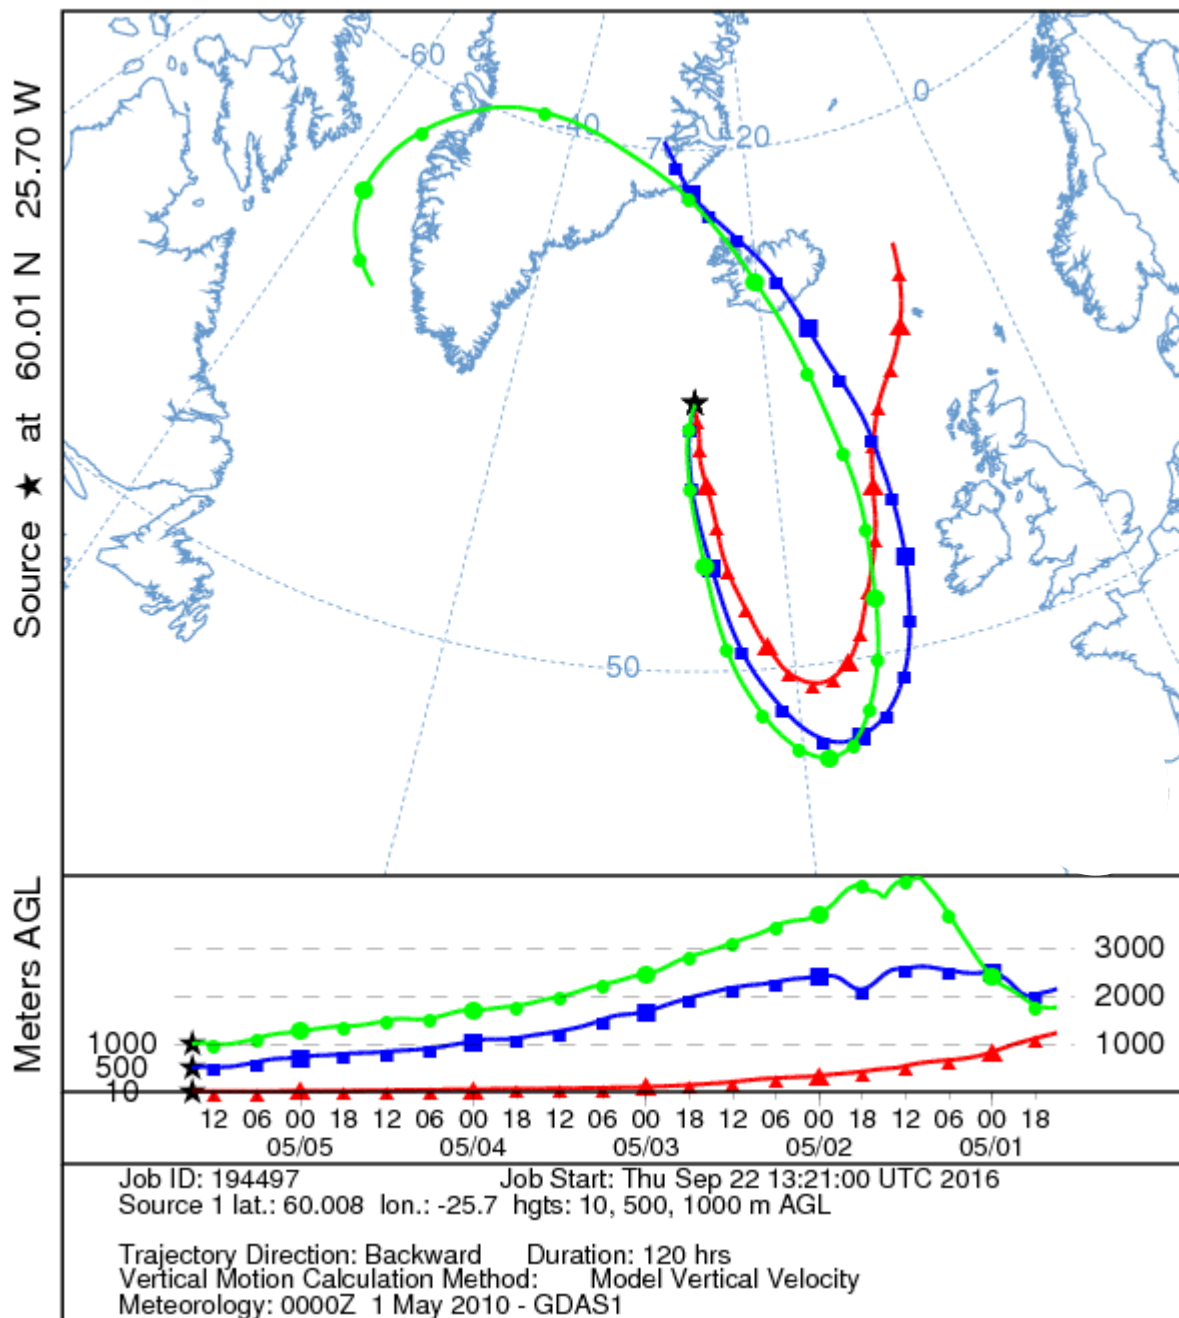 Source ★ at 60.01 N 25.70 W
-60
-40
70
-20
0
50
Meters AGL
3000
2000
1000
1000
500
10
12 06 00 18 12 06 00 18 12 06 00 18 12 06 00 18 12 06 00 18
05/05 05/04 05/03 05/02 05/01
Job ID: 194497 Job Start: Thu Sep 22 13:21:00 UTC 2016
Source 1 lat.: 60.008 lon.: -25.7 hgts: 10, 500, 1000 m AGL
Trajectory Direction: Backward Duration: 120 hrs
Vertical Motion Calculation Method: Model Vertical Velocity
Meteorology: 0000Z 1 May 2010 - GDAS1